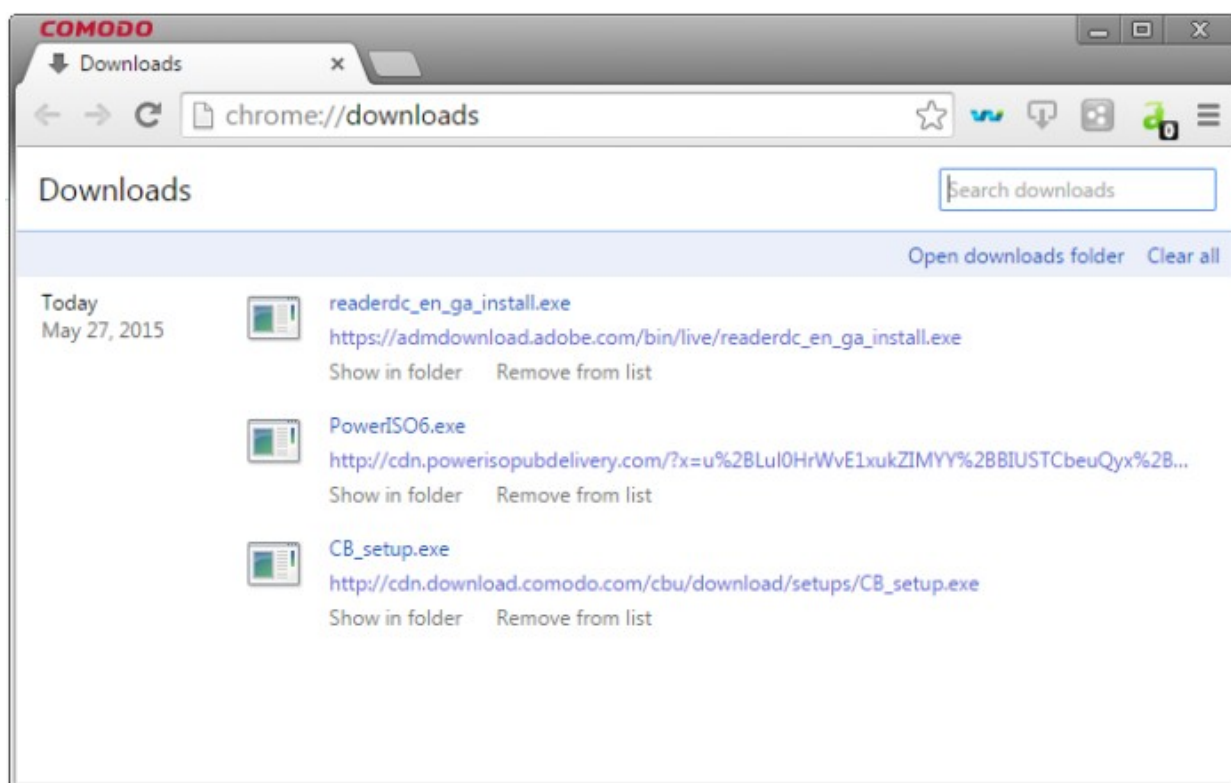 COMODO
Downloads
chrome://downloads
0
Downloads
Search downloads
Open downloads folder Clear all
Today
May 27, 2015
readerdc_en_ga_install.exe
https://admdownload.adobe.com/bin/live/readerdc_en_ga_install.exe
Show in folder Remove from list
PowerISO6.exe
http://cdn.powerisopubdelivery.com/?x=u%2BLul0HrWvE1xukZIMYY%2BBIUSTCbeuQyx%2B...
Show in folder Remove from list
CB_setup.exe
http://cdn.download.comodo.com/cbu/download/setups/CB_setup.exe
Show in folder Remove from list